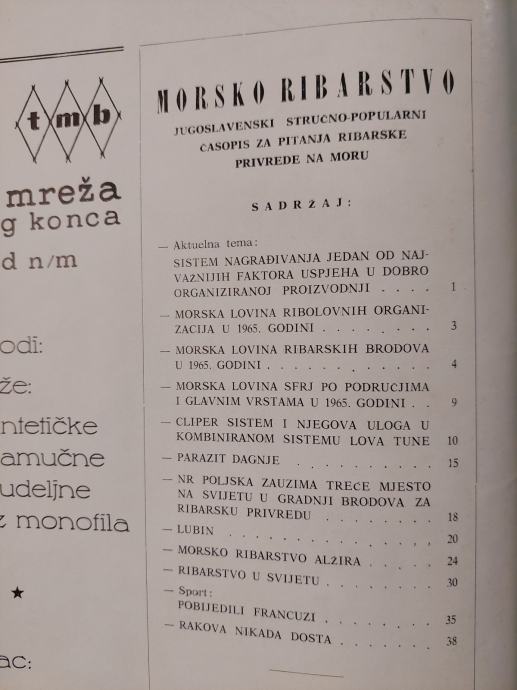 tmb
mreža
g konca
d n/m
odi:
že:
ntetičke
amučne
udeljne
z monofila
ac:
MORSKO RIBARSTVO
JUGOSLAVENSKI STRUČNO-POPULARNI
ČASOPIS ZA PITANJA RIBARSKE
PRIVREDE NA MORU
SADRŽAJ:
— Aktuelna tema:
SISTEM NAGRAĐIVANJA JEDAN OD NAJ-
VAŽNIJIH FAKTORA USPJEHA U DOBRO
ORGANIZIRANOJ PROIZVODNJI . . . . 1
— MORSKA LOVINA RIBOLOVNIH ORGANI-
ZACIJA U 1965. GODINI . . . . . . . 3
— MORSKA LOVINA RIBARSKIH BRODOVA
U 1965. GODINI . . . . . . . . . . 4
— MORSKA LOVINA SFRJ PO PODRUČJIMA
I GLAVNIM VRSTAMA U 1965. GODINI . . 9
— CLIPER SISTEM I NJEGOVA ULOGA U
KOMBINIRANOM SISTEMU LOVA TUNE 10
— PARAZIT DAGNJE . . . . . . . . . 15
— NR POLJSKA ZAUZIMA TREĆE MJESTO
NA SVIJETU U GRADNJI BRODOVA ZA
RIBARSKU PRIVREDU . . . . . . . 18
— LUBIN . . . . . . . . . . . . . 20
— MORSKO RIBARSTVO ALŽIRA . . . . . 24
— RIBARSTVO U SVIJETU . . . . . . . 30
— Sport:
POBIJEDILI FRANCUZI . . . . . . . 35
— RAKOVA NIKADA DOSTA . . . . . . . 38